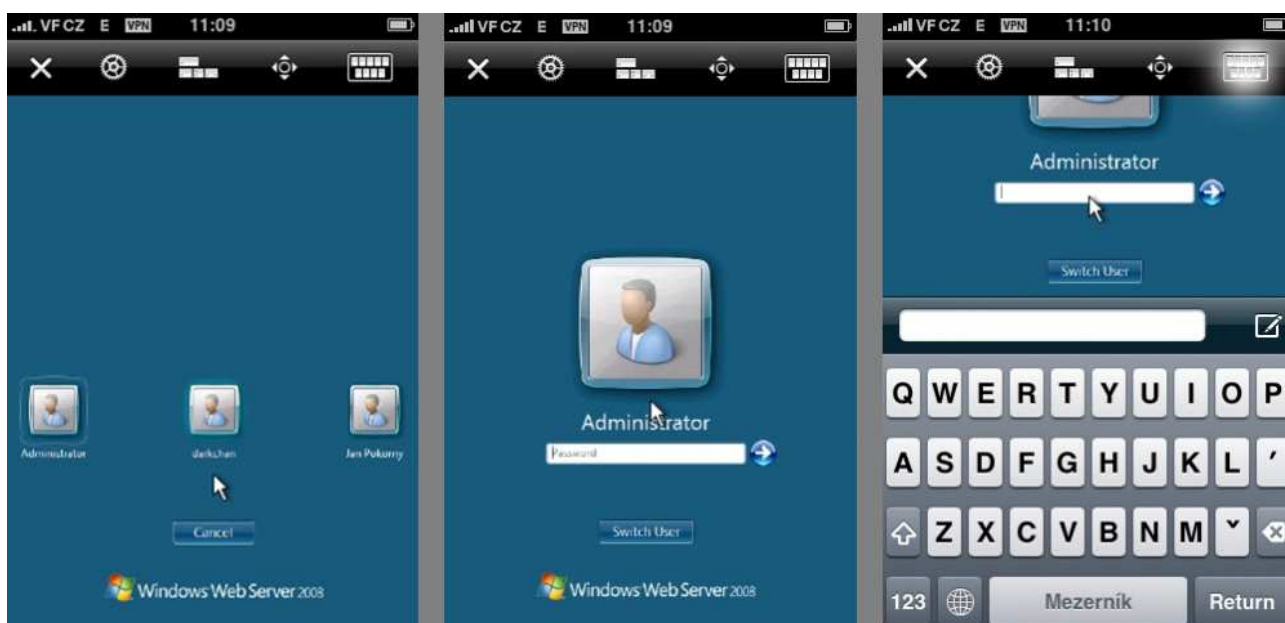 VF CZ E VPN 11:09
Administrator
darkchan
Jan Pokorny
Cancel
Windows Web Server 2008
VF CZ E VPN 11:09
Administrator
Password
Switch User
Windows Web Server 2008
VF CZ E VPN 11:10
Administrator
Switch User
Q W E R T Y U I O P
A S D F G H J K L ´
Z X C V B N M ˇ
123 Mezerník Return